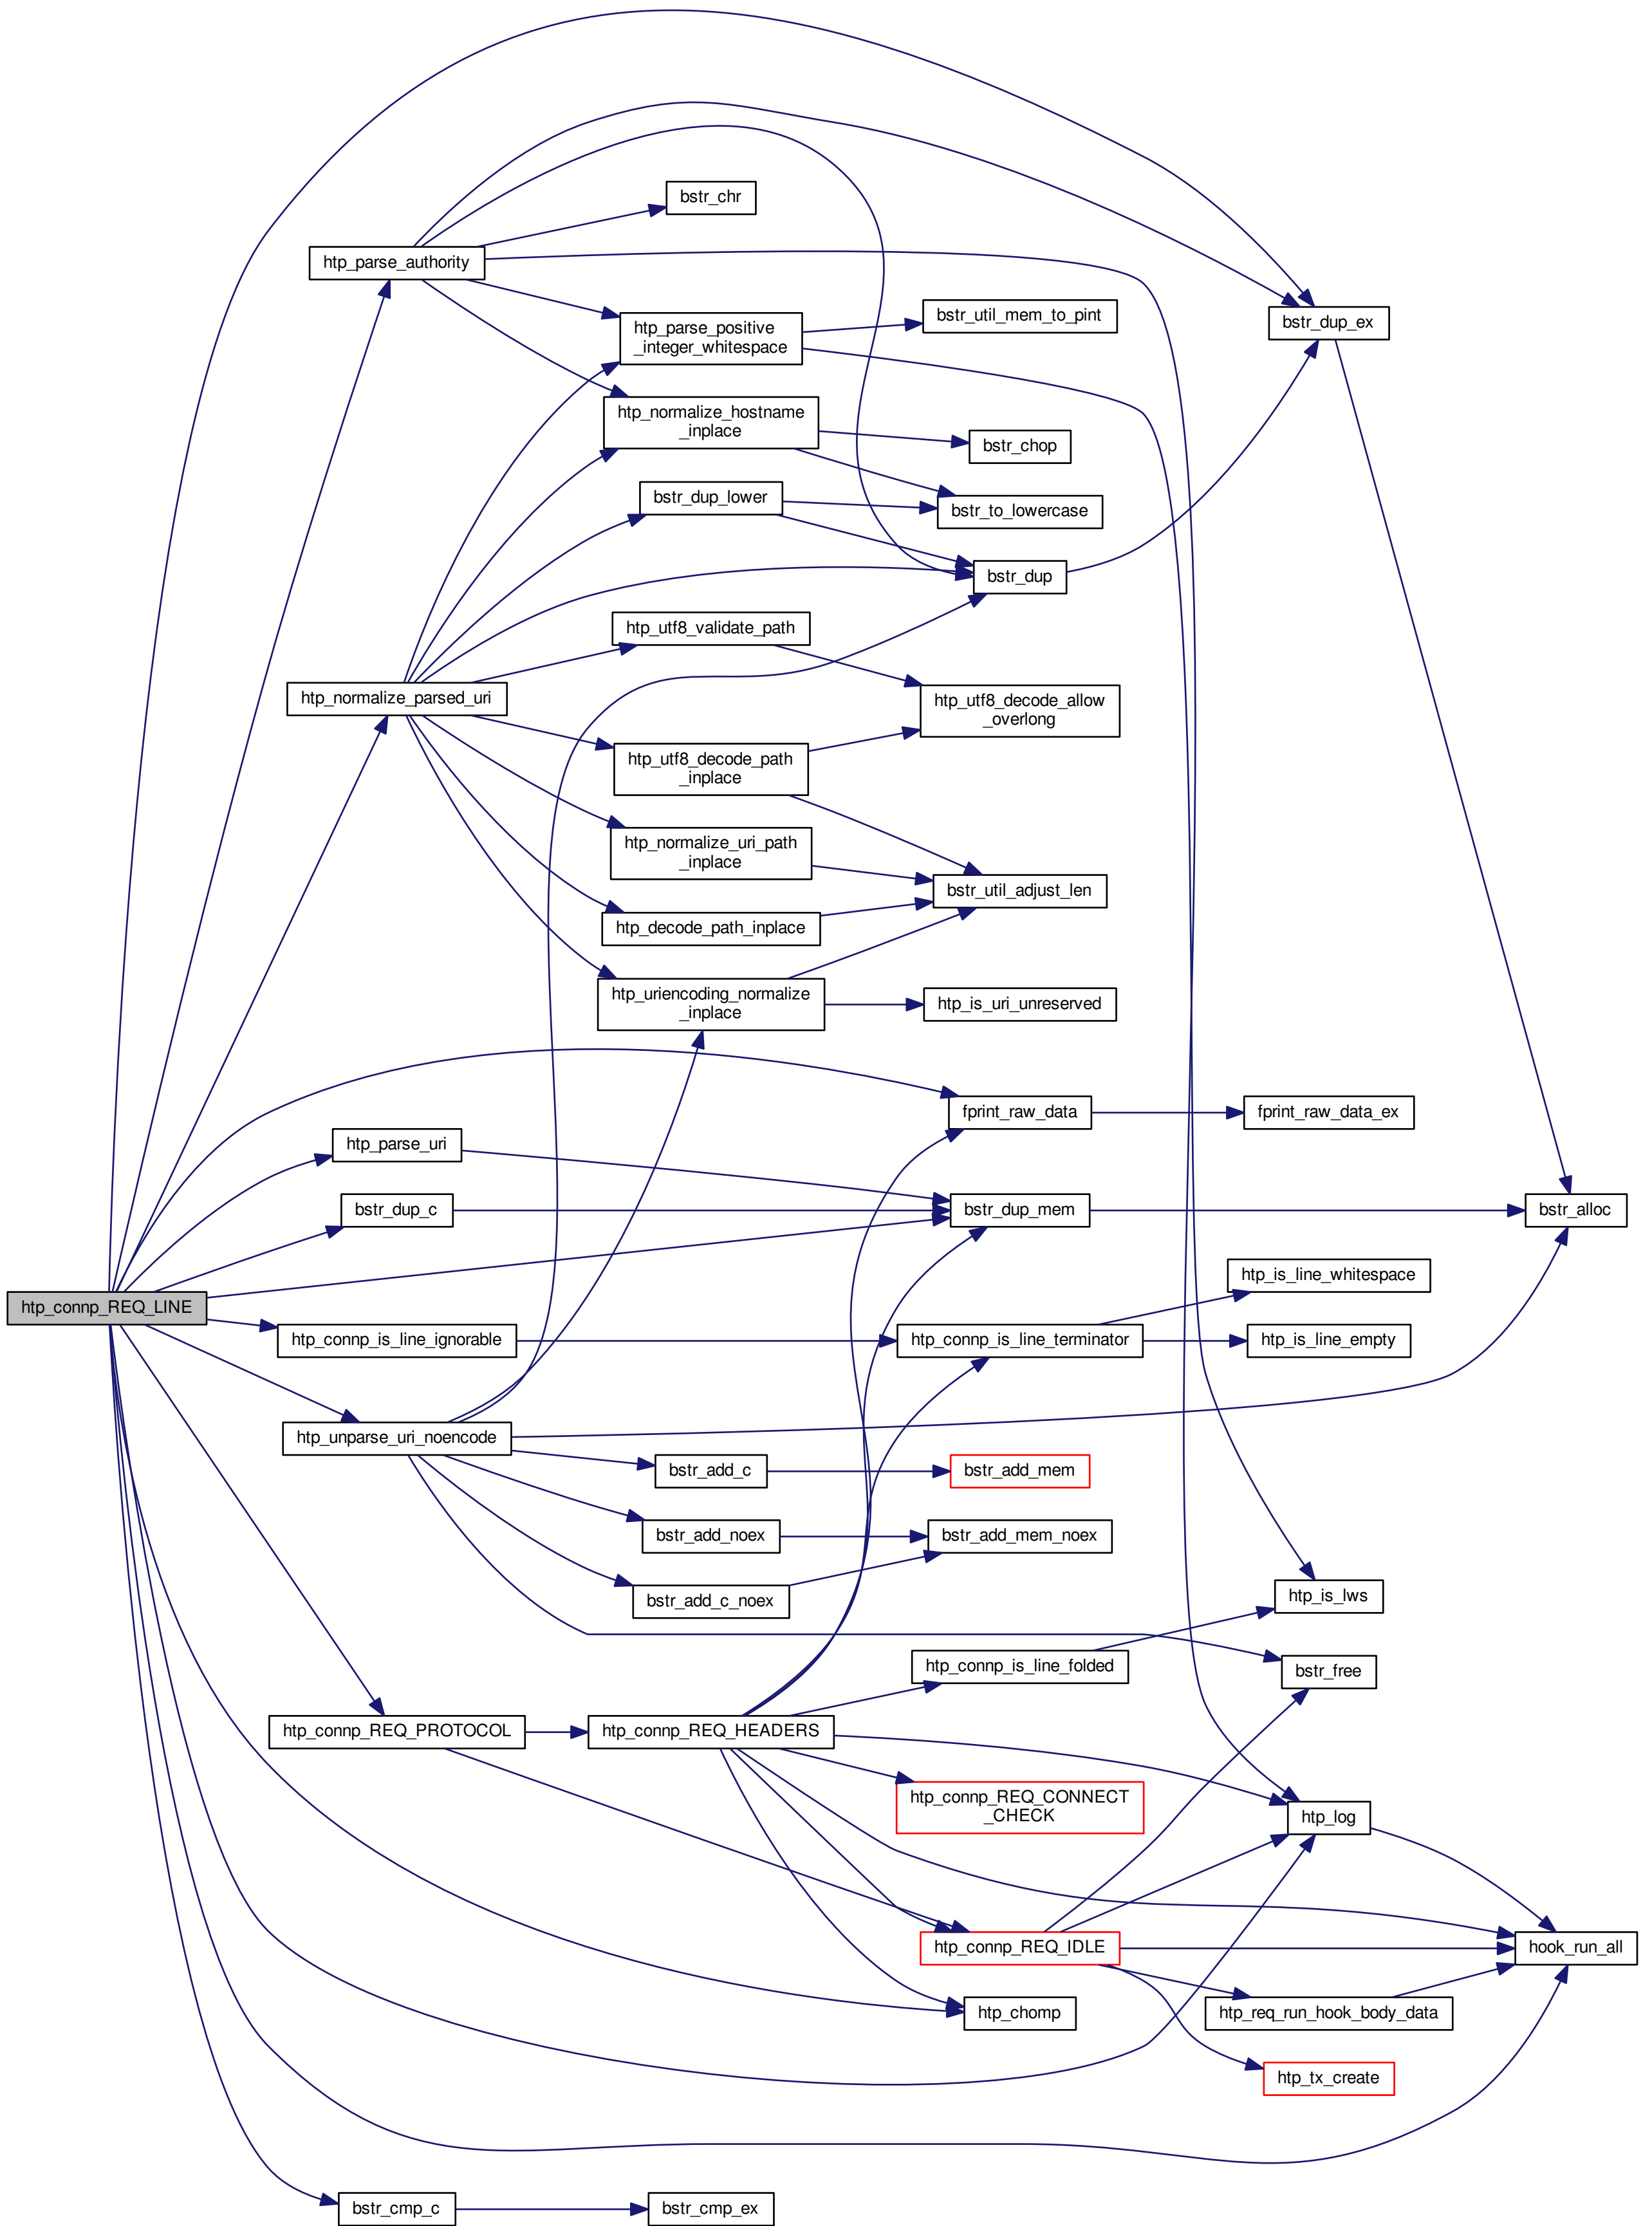 bstr_chr
htp_parse_authority
bstr_util_mem_to_pint
bstr_dup_ex
htp_parse_positive
_integer_whitespace
htp_normalize_hostname
_inplace
bstr_chop
bstr_dup_lower
bstr_to_lowercase
bstr_dup
htp_utf8_validate_path
htp_normalize_parsed_uri
htp_utf8_decode_allow
_overlong
htp_utf8_decode_path
_inplace
htp_normalize_uri_path
_inplace
bstr_util_adjust_len
htp_decode_path_inplace
htp_uriencoding_normalize
_inplace
htp_is_uri_unreserved
fprint_raw_data
fprint_raw_data_ex
htp_parse_uri
bstr_dup_c
bstr_dup_mem
bstr_alloc
htp_is_line_whitespace
htp_connp_REQ_LINE
htp_connp_is_line_ignorable
htp_connp_is_line_terminator
htp_is_line_empty
htp_unparse_uri_noencode
bstr_add_c
bstr_add_mem
bstr_add_noex
bstr_add_mem_noex
bstr_add_c_noex
htp_is_lws
htp_connp_is_line_folded
bstr_free
htp_connp_REQ_PROTOCOL
htp_connp_REQ_HEADERS
htp_connp_REQ_CONNECT
_CHECK
htp_log
htp_connp_REQ_IDLE
hook_run_all
htp_chomp
htp_req_run_hook_body_data
htp_tx_create
bstr_cmp_c
bstr_cmp_ex